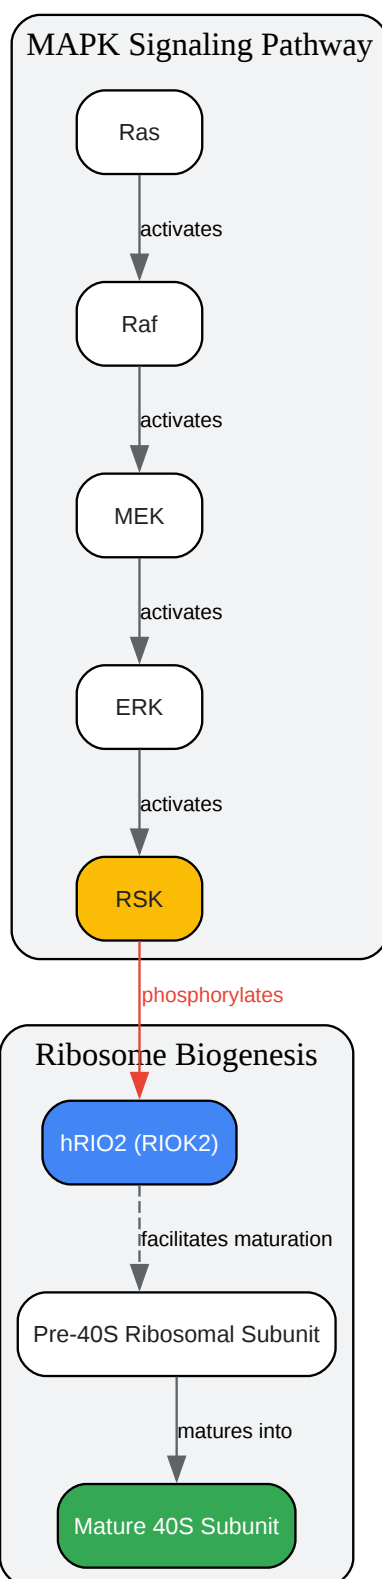 MAPK Signaling Pathway
Ras
activates
Raf
activates
MEK
activates
ERK
activates
RSK
phosphorylates
Ribosome Biogenesis
hRIO2 (RIOK2)
facilitates maturation
Pre-40S Ribosomal Subunit
matures into
Mature 40S Subunit